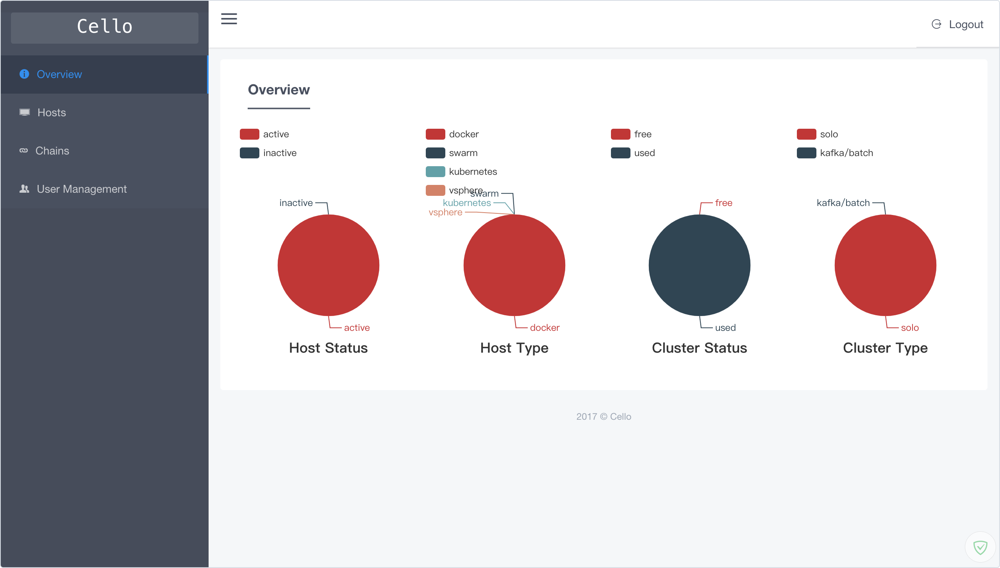 Cello
Logout
Overview
Hosts
Chains
User Management
Overview
active
inactive
inactive
active
Host Status
docker
swarm
kubernetes
vsphere
swarm
kubernetes
vsphere
docker
Host Type
free
used
free
used
Cluster Status
solo
kafka/batch
kafka/batch
solo
Cluster Type
2017 © Cello